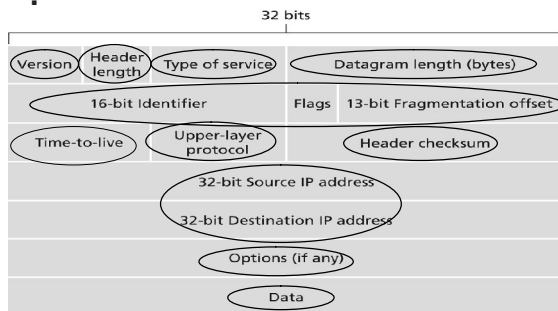 32 bits
Version Header length Type of service Datagram length (bytes)
16-bit Identifier Flags 13-bit Fragmentation offset
Time-to-live Upper-layer protocol Header checksum
32-bit Source IP address
32-bit Destination IP address
Options (if any)
Data